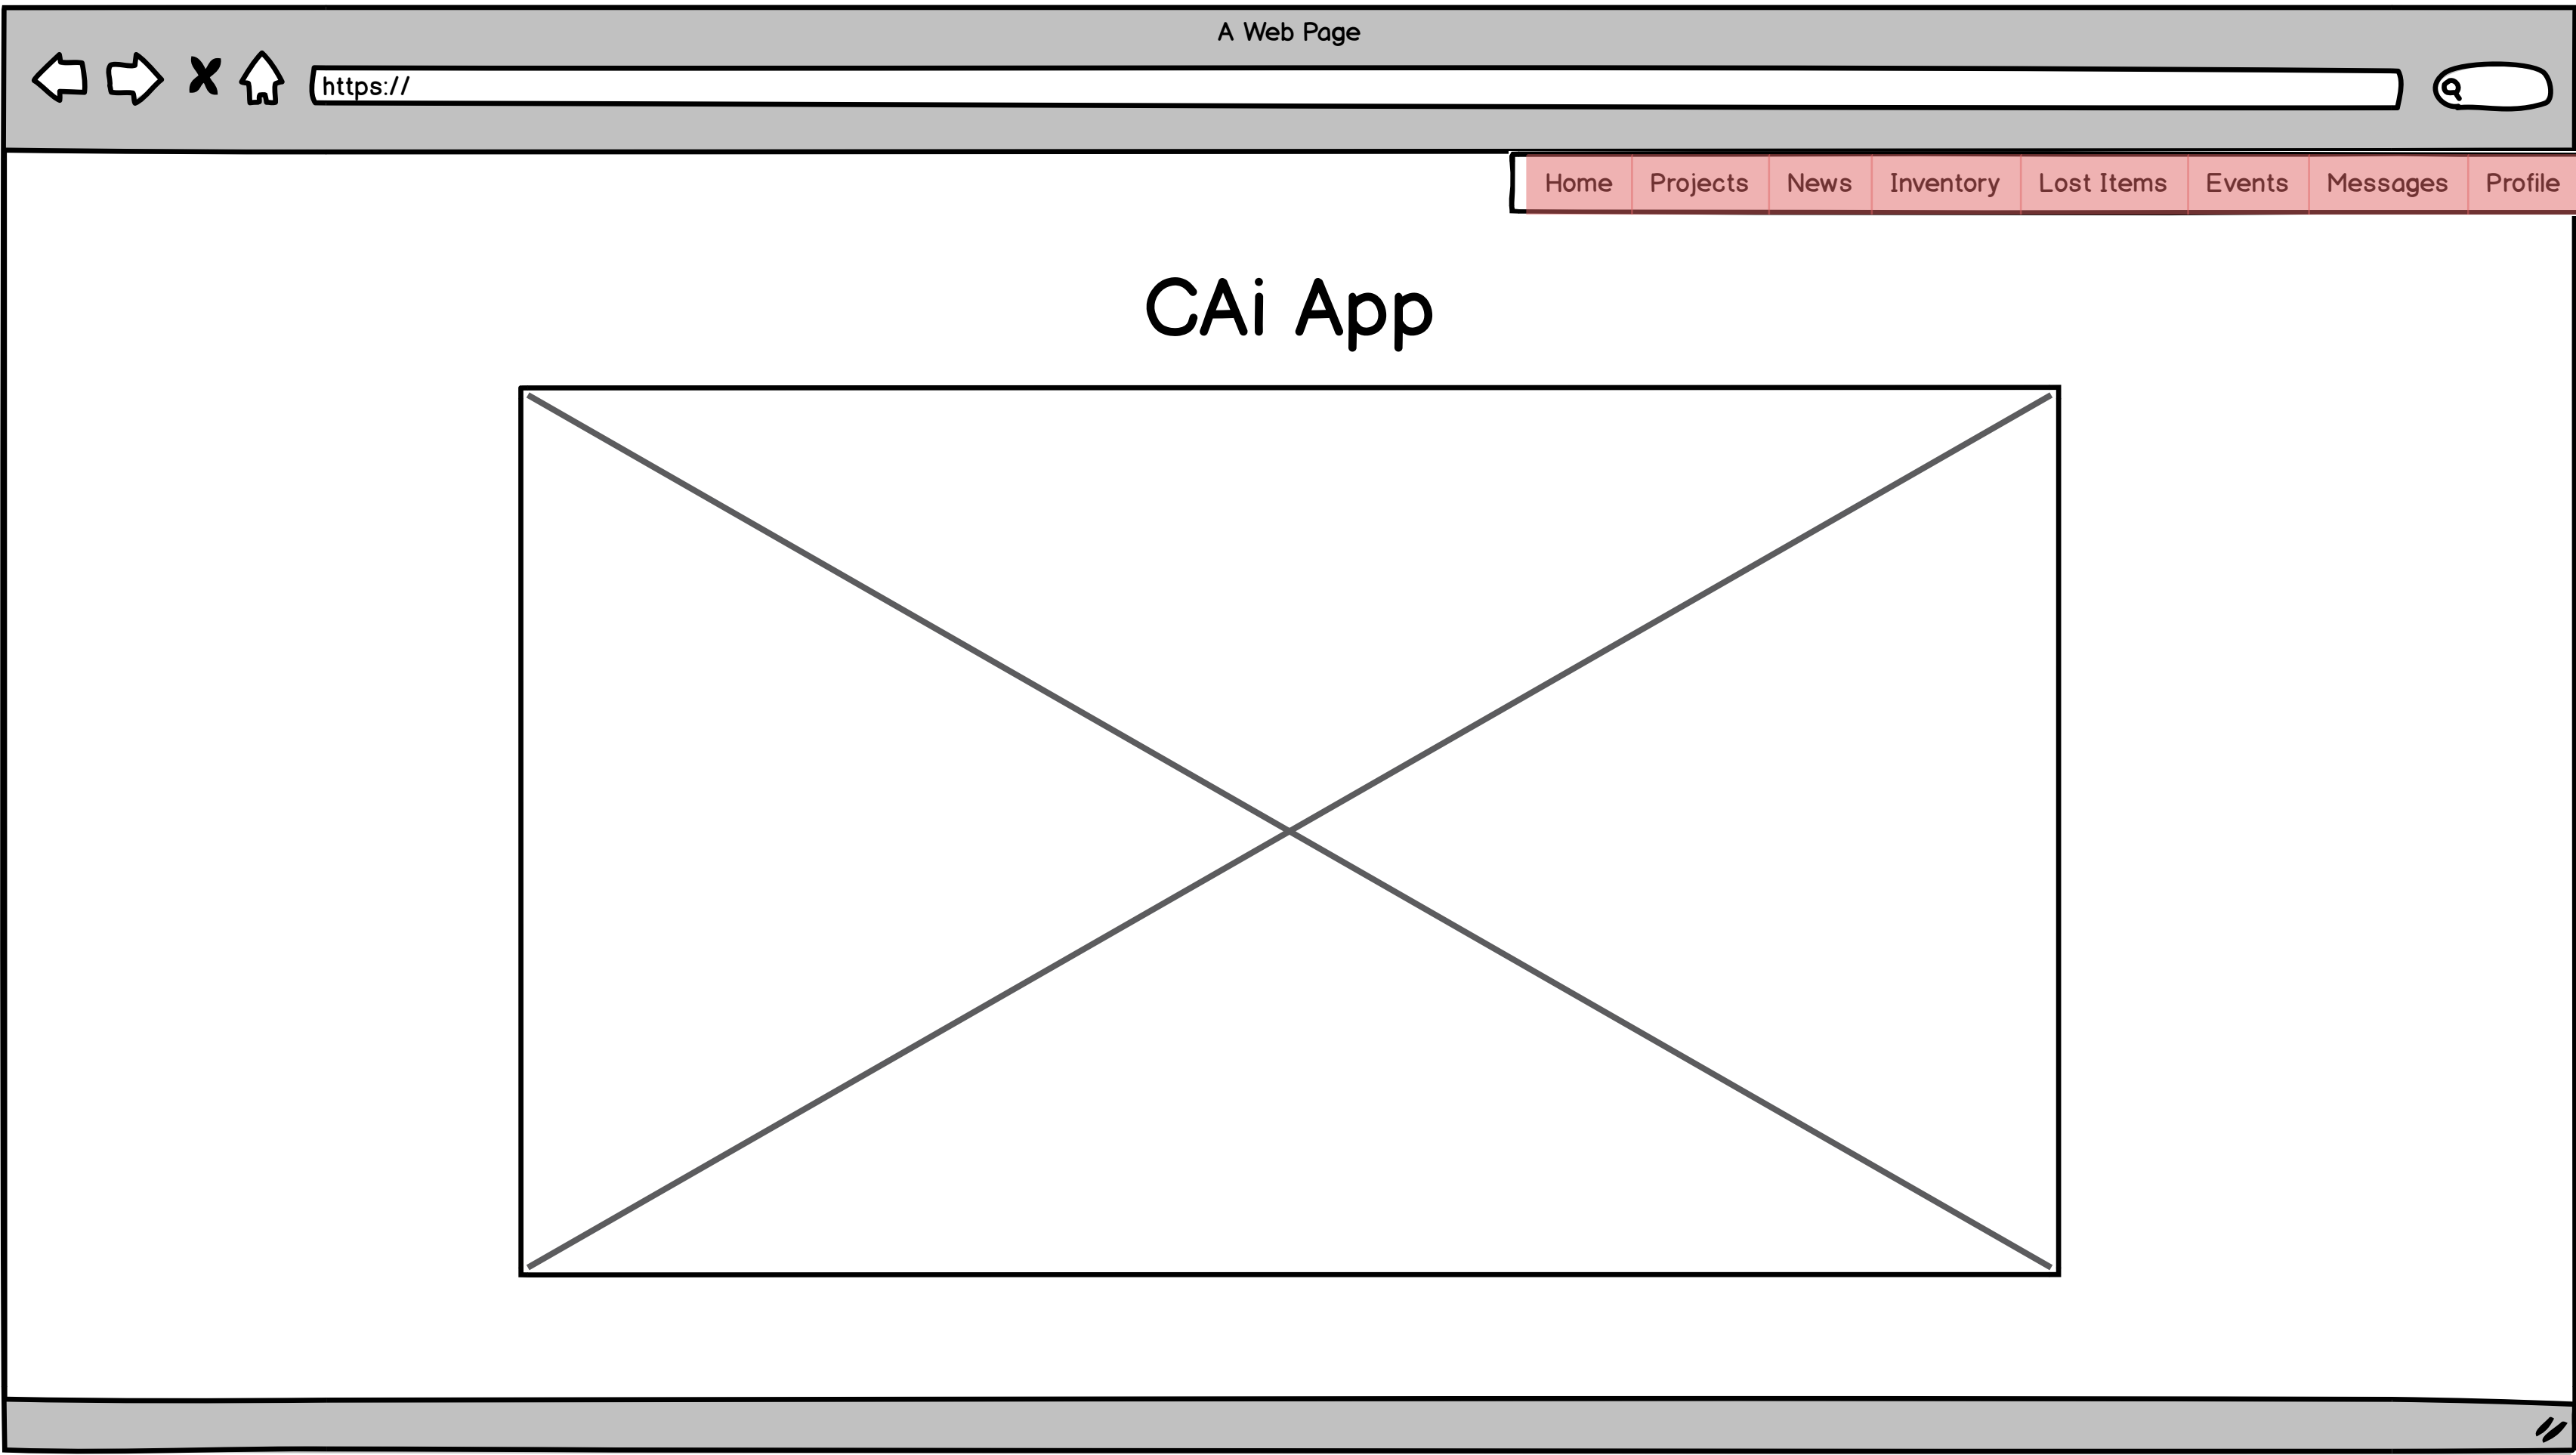 A Web Page
https://
Home Projects News Inventory Lost Items Events Messages Profile
CAi App